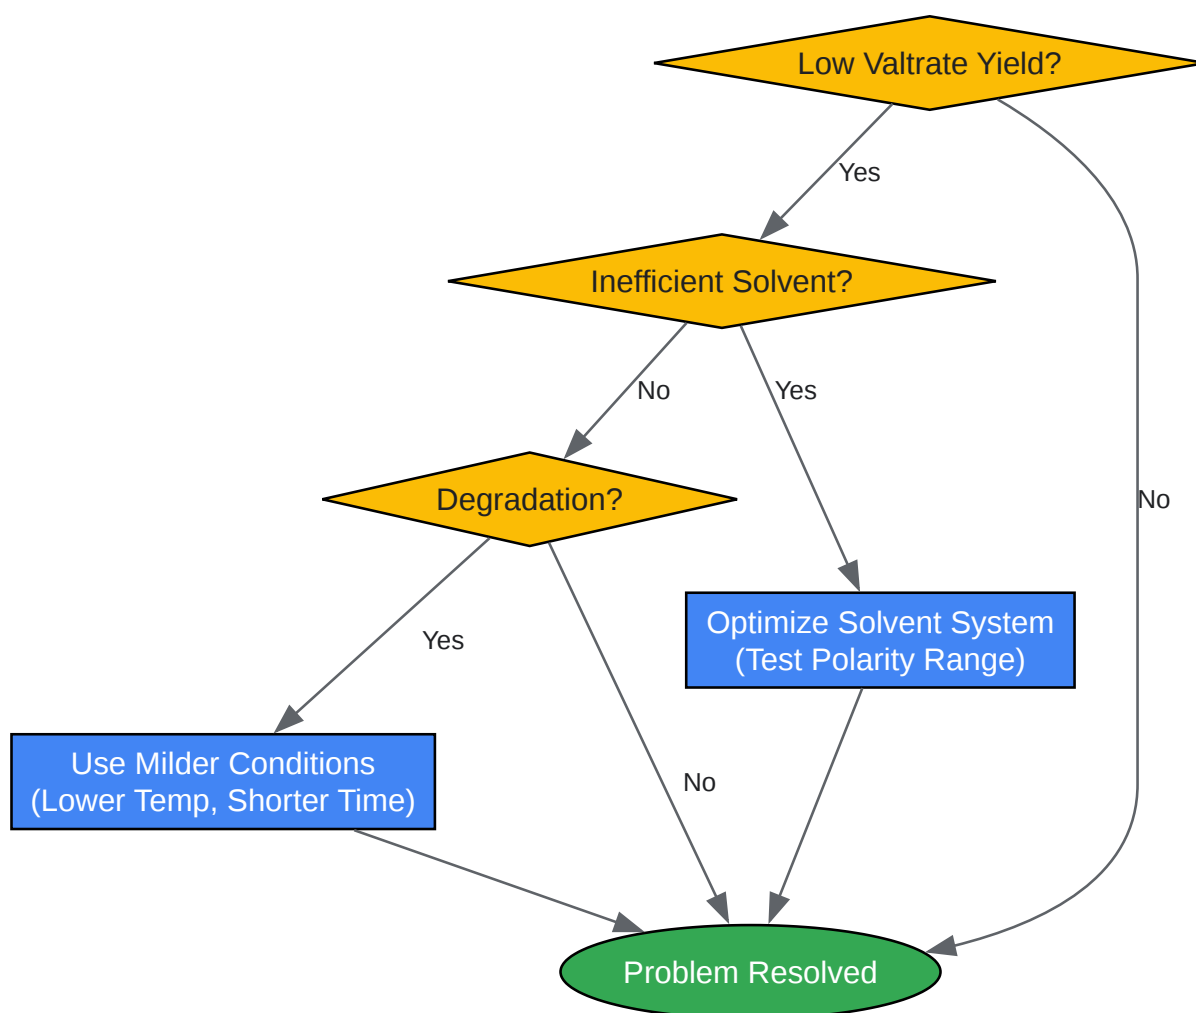 Low Valtrate Yield?
Yes
Inefficient Solvent?
No
Yes
Degradation?
No
Optimize Solvent System
(Test Polarity Range)
Yes
Use Milder Conditions
(Lower Temp, Shorter Time)
No
Problem Resolved